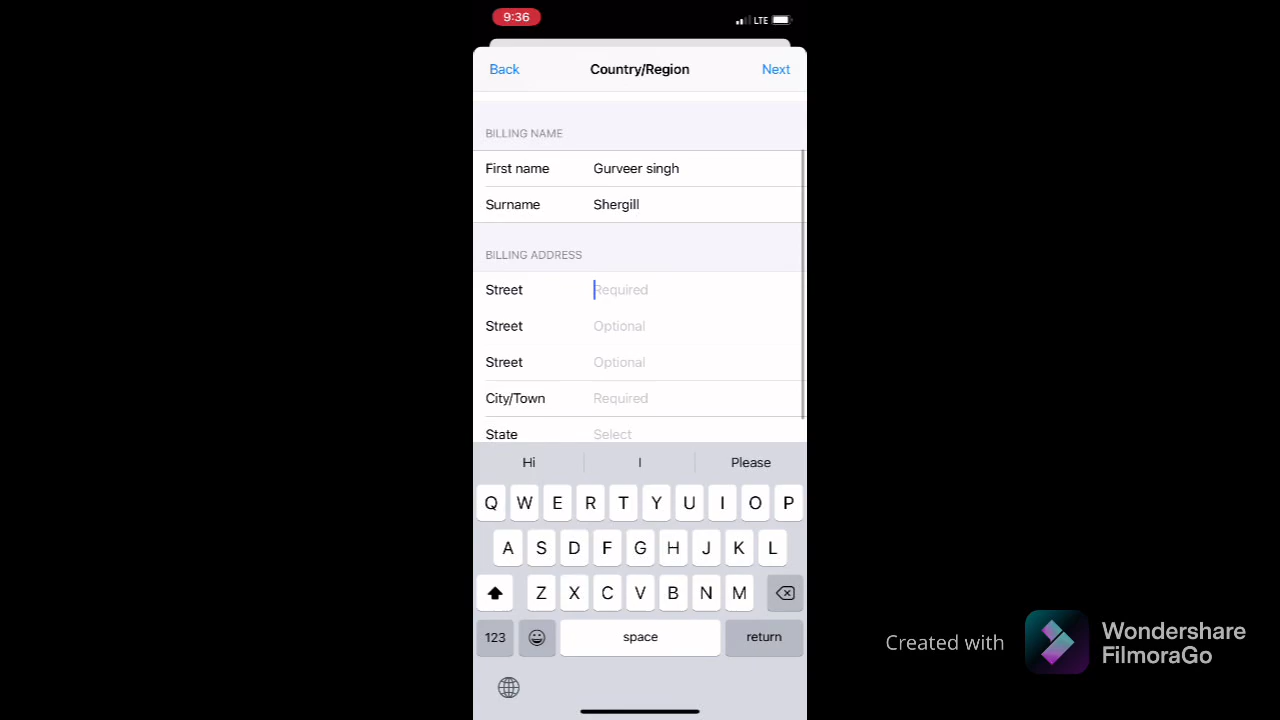 9:36
LTE
Back Country/Region Next
BILLING NAME
First name Gurveer singh
Surname Shergill
BILLING ADDRESS
Street Required
Street Optional
Street Optional
City/Town Required
State Select
Hi I Please
Q W E R T Y U I O P
A S D F G H J K L
Z X C V B N M
123 space return
Created with Wondershare
FilmoraGo